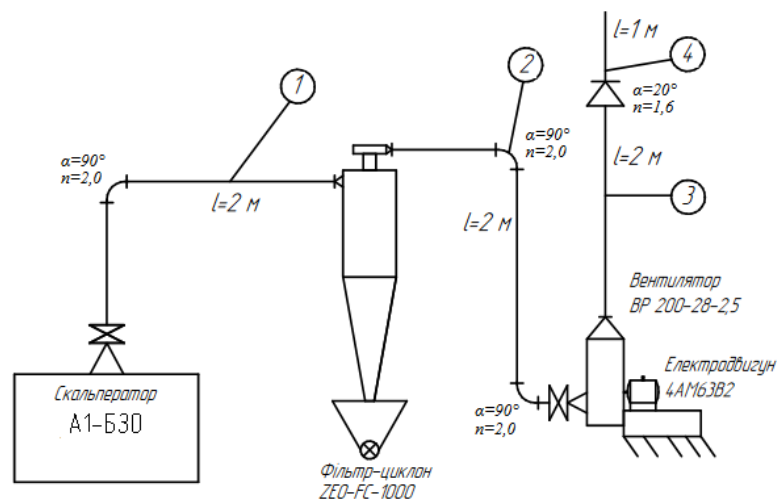 1
α=90°
n=2,0
l=2 м
Скальператор
А1-БЗО
Фільтр-циклон
ZEO-FC-1000
2
α=90°
n=2,0
l=2 м
α=90°
n=2,0
l=1 м
4
α=20°
n=1,6
l=2 м
3
Вентилятор
ВР 200-28-2,5
Електродвигун
4АМ63В2